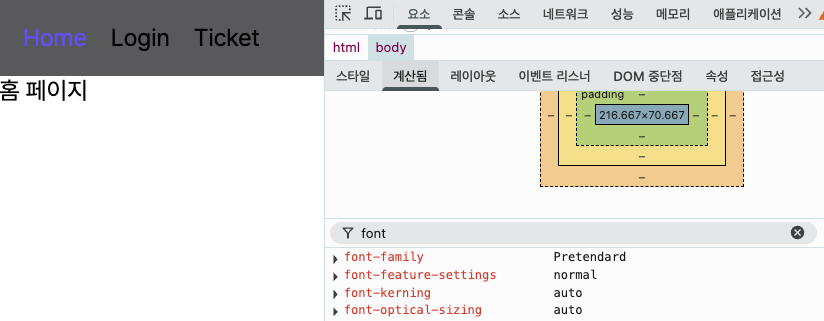 Home Login Ticket
홈 페이지
요소 콘솔 소스 네트워크 성능 메모리 애플리케이션
html body
스타일 계산됨 레이아웃 이벤트 리스너 DOM 중단점 속성 접근성
padding –
– – 216.667×70.667 – –
–
–
–
font
font-family Pretendard
font-feature-settings normal
font-kerning auto
font-optical-sizing auto